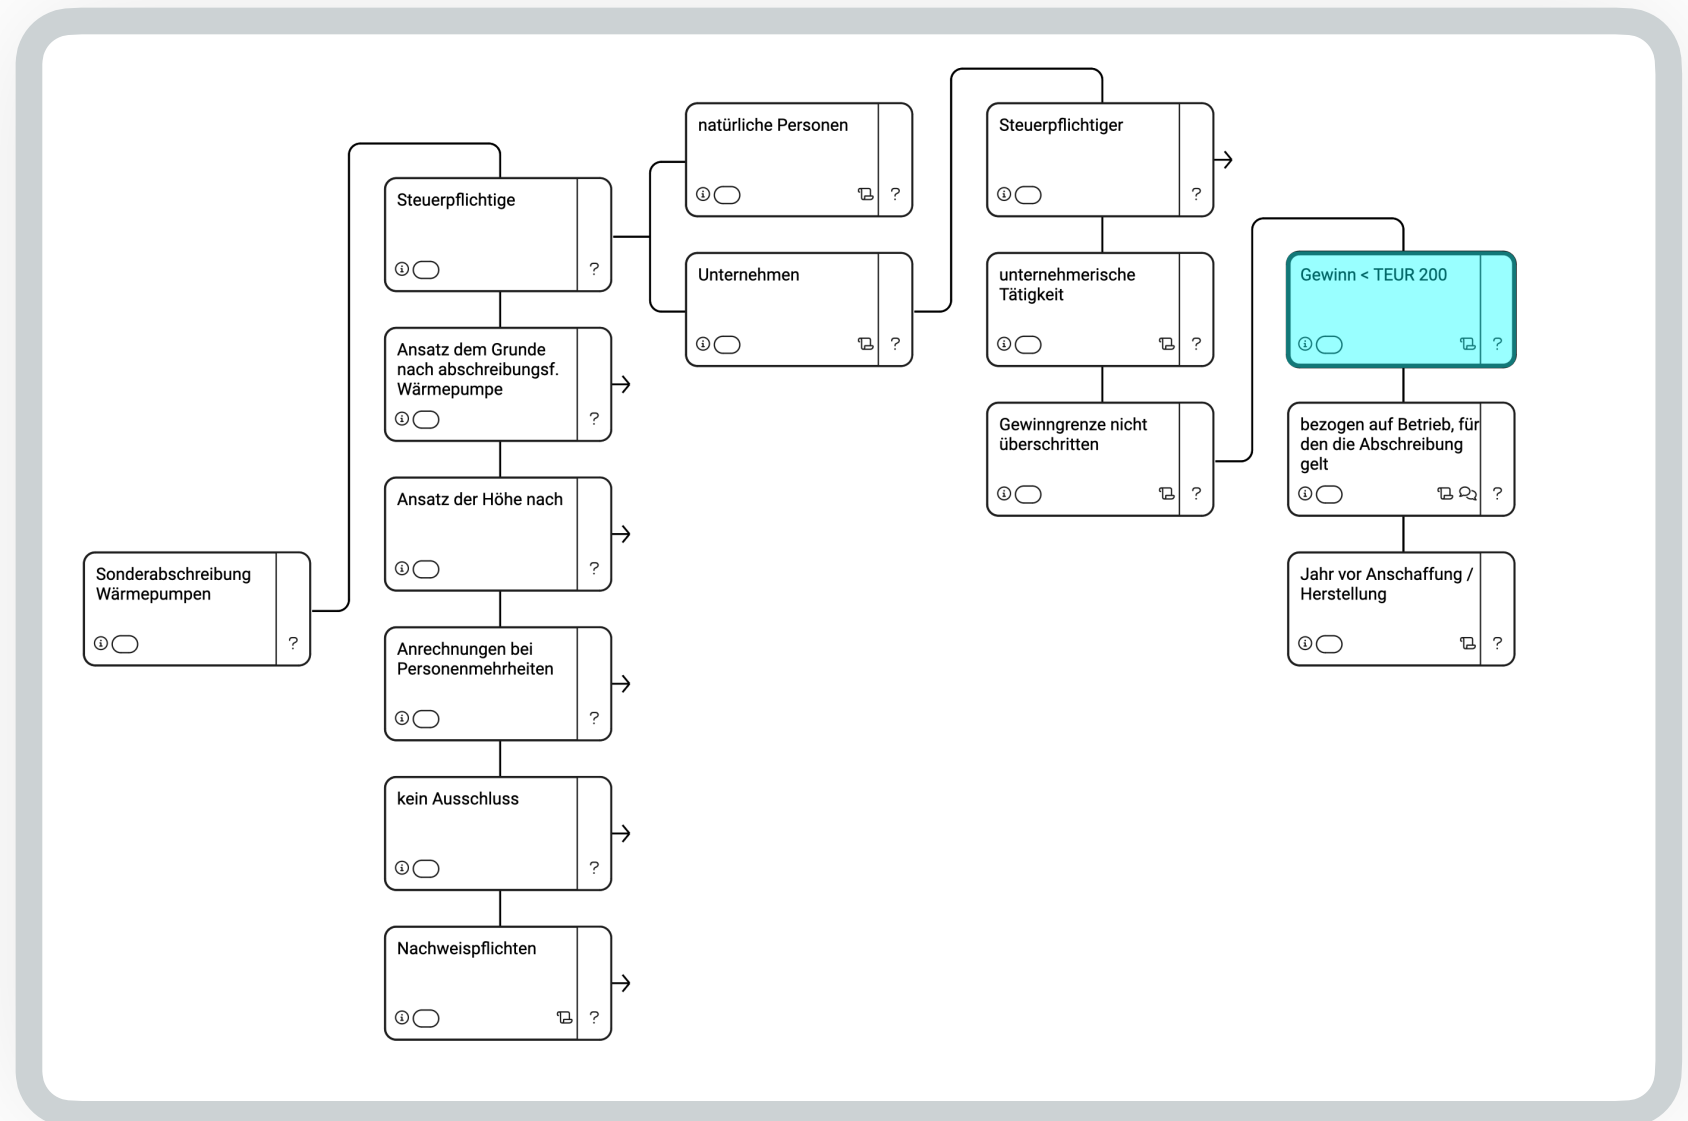 Sonderabschreibung
Wärmepumpen
?
Steuerpflichtige
?
Ansatz dem Grunde
nach abschreibungsf.
Wärmepumpe
?
Ansatz der Höhe nach
?
Anrechnungen bei
Personenmehrheiten
?
kein Ausschluss
?
Nachweispflichten
?
natürliche Personen
?
Unternehmen
?
Steuerpflichtiger
?
unternehmerische
Tätigkeit
?
Gewinngrenze nicht
überschritten
?
Gewinn < TEUR 200
?
bezogen auf Betrieb, für
den die Abschreibung
gelt
?
Jahr vor Anschaffung /
Herstellung
?